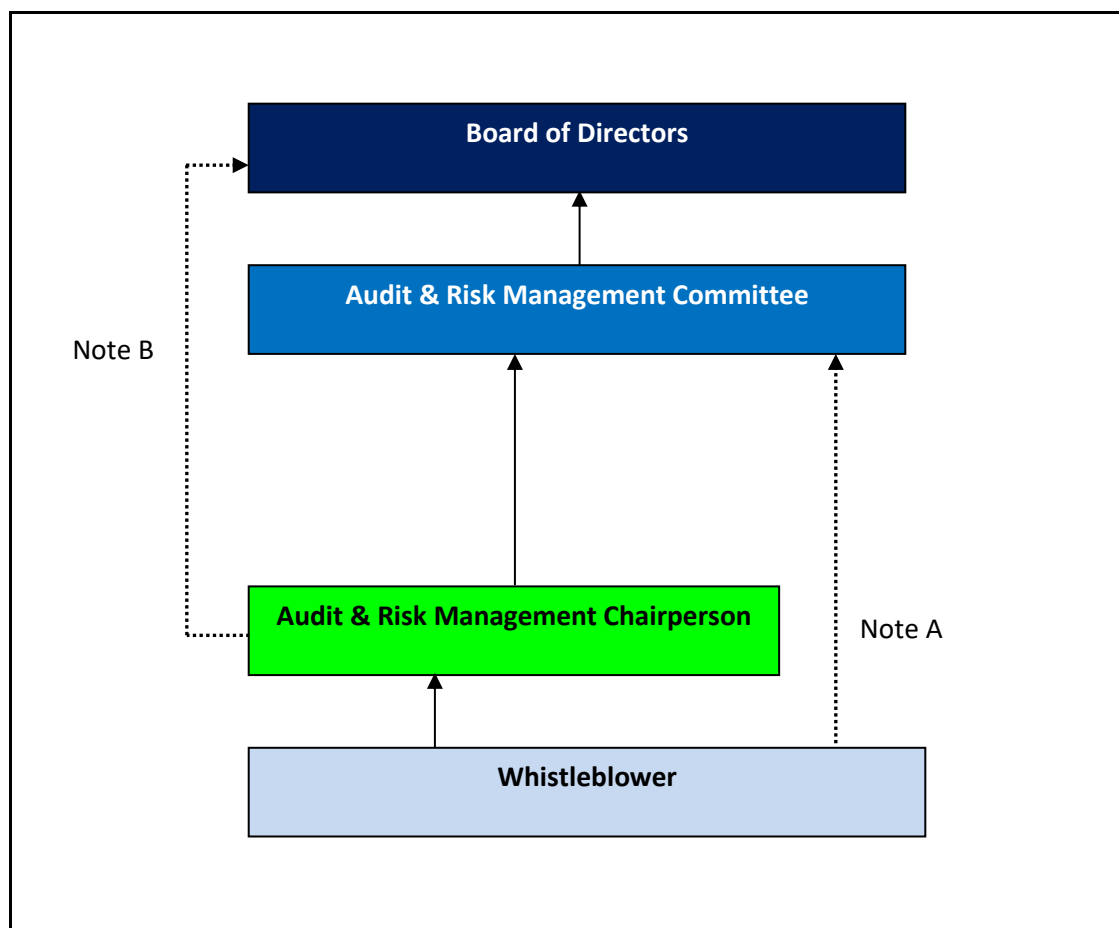 Board of Directors
Audit & Risk Management Committee
Note B
Audit & Risk Management Chairperson
Note A
Whistleblower